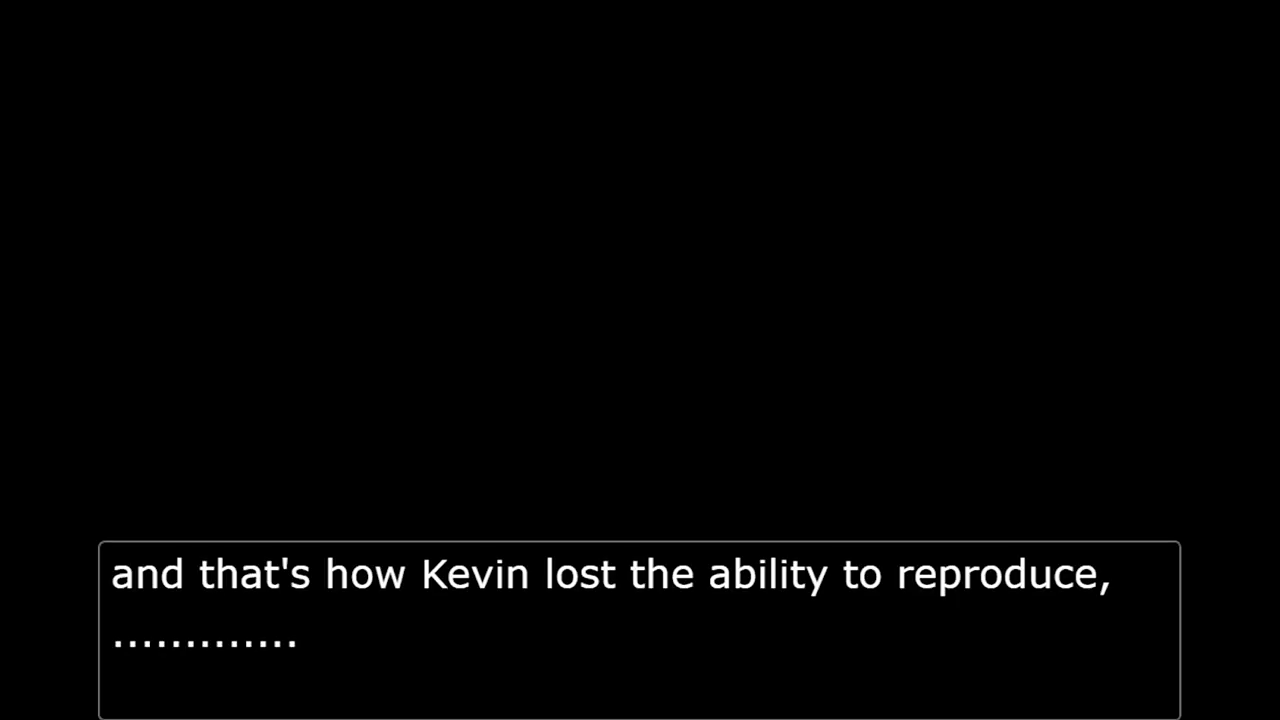 and that's how Kevin lost the ability to reproduce,
.............